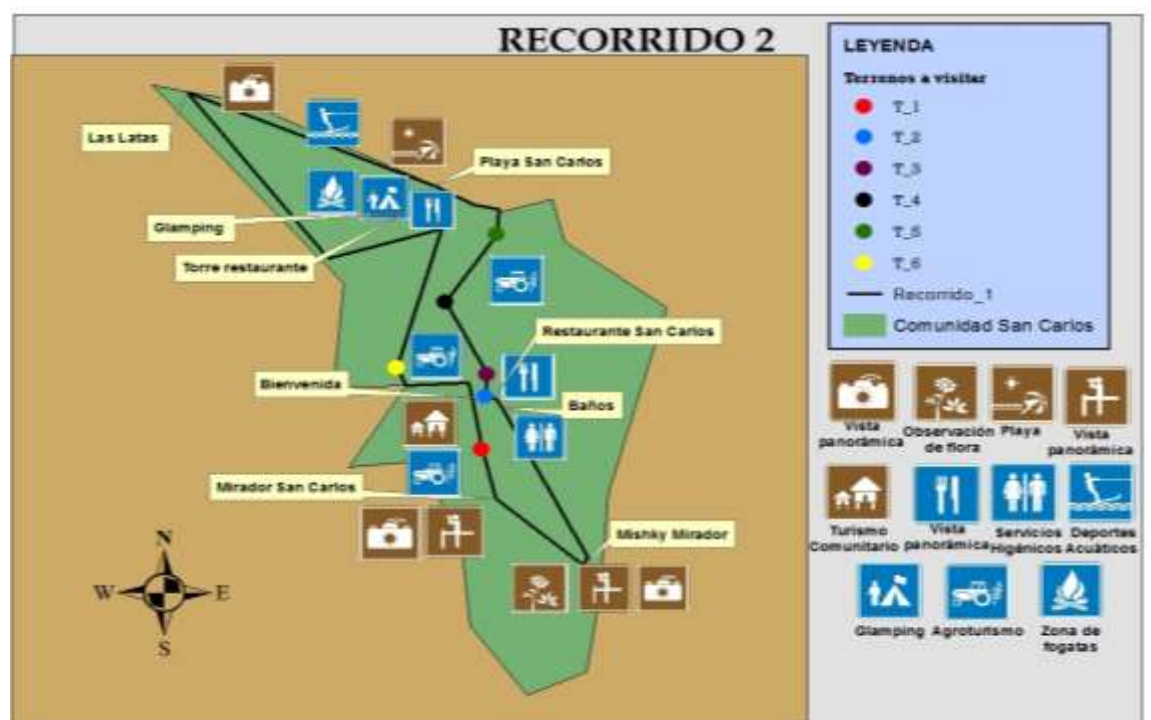 RECORRIDO 2
Las Latas
Playa San Carlos
Glamping
Torre restaurante
Restaurante San Carlos
Bienvenida
Baños
Mirador San Carlos
Mishky Mirador
N
W
E
S
LEYENDA
Terrenos a visitar
T_1
T_2
T_3
T_4
T_5
T_6
Recorrido_1
Comunidad San Carlos
Vista
panorámica
Observación
de flora
Playa
Vista
panorámica
Turismo
Comunitario
Vista
panorámica
Servicios
Higénicos
Deportes
Acuáticos
Glamping
Agroturismo
Zona de
fogatas